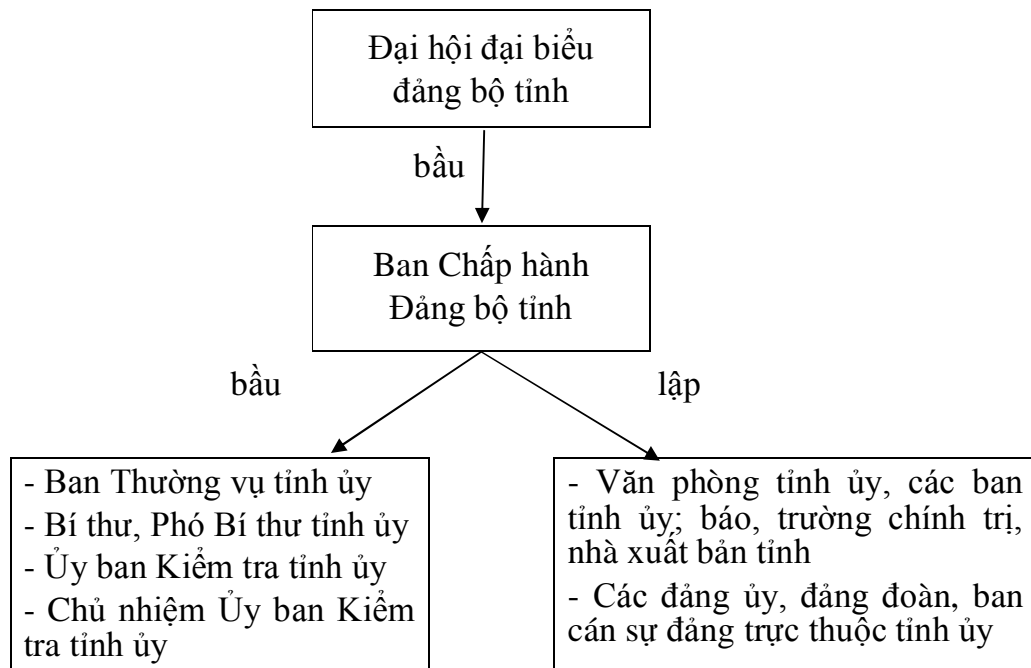 Đại hội đại biểu
đảng bộ tỉnh
bầu
Ban Chấp hành
Đảng bộ tỉnh
bầu
lập
- Ban Thường vụ tỉnh ủy
- Bí thư, Phó Bí thư tỉnh ủy
- Ủy ban Kiểm tra tỉnh ủy
- Chủ nhiệm Ủy ban Kiểm
tra tỉnh ủy
- Văn phòng tỉnh ủy, các ban
tỉnh ủy; báo, trường chính trị,
nhà xuất bản tỉnh
- Các đảng ủy, đảng đoàn, ban
cán sự đảng trực thuộc tỉnh ủy